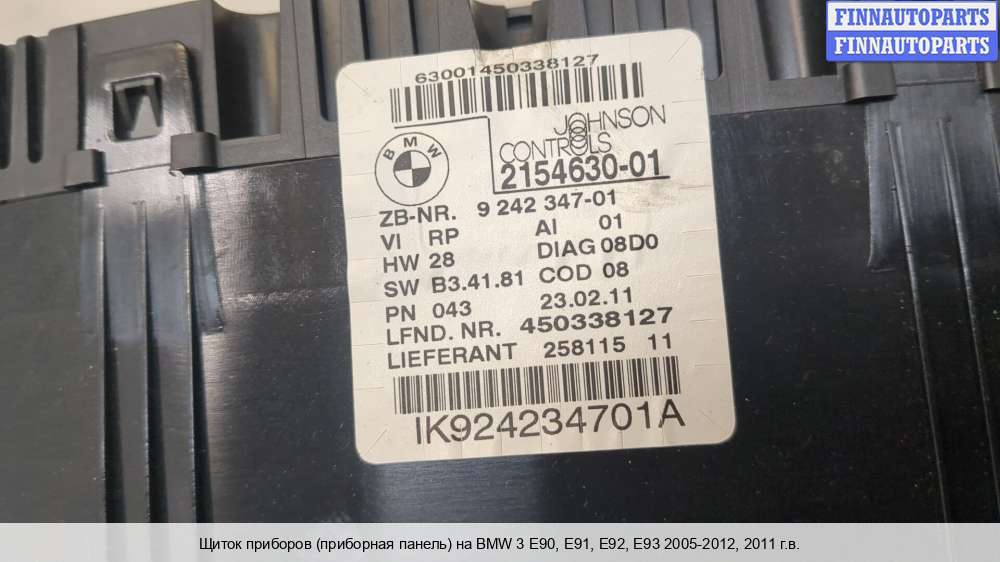 FINNAUTOPARTS
FINNAUTOPARTS
63001450338127
BMW
JOHNSON
CONTROLS
2154630-01
ZB-NR. 9 242 347-01
VI RP AI 01
HW 28 DIAG 08D0
SW B3.41.81 COD 08
PN 043 23.02.11
LFND. NR. 450338127
LIEFERANT 258115 11
IK924234701A
Щиток приборов (приборная панель) на BMW 3 E90, E91, E92, E93 2005-2012, 2011 г.в.